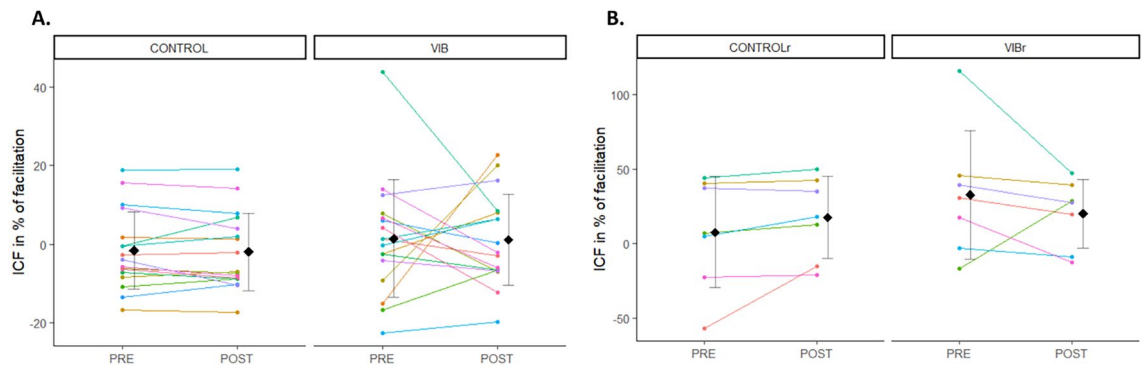 A.
CONTROL
VIB
ICF in % of facilitation
40
20
0
-20
PRE
POST
PRE
POST
B.
CONTROLr
VIBr
ICF in % of facilitation
100
50
0
-50
PRE
POST
PRE
POST